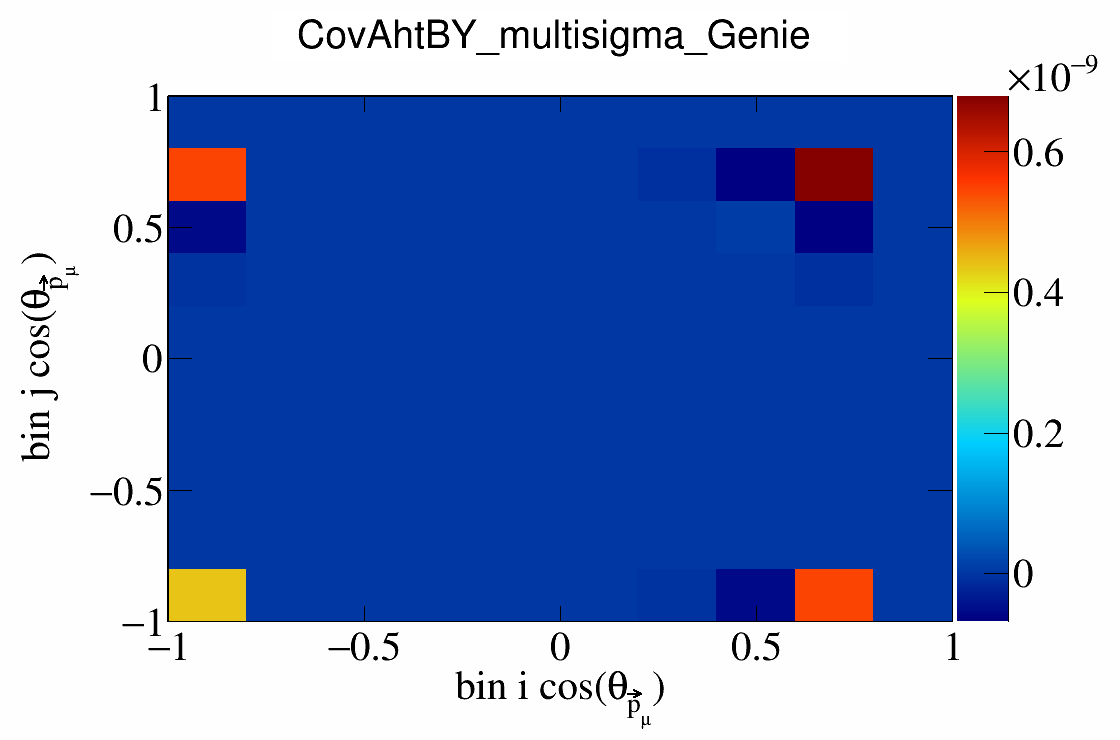 CovAhtBY_multisigma_Genie
×10⁻⁹
1
0.5
0
−0.5
−1
bin j cos(θ_p⃗_μ)
−1 −0.5 0 0.5 1
bin i cos(θ_p⃗_μ)
0.6
0.4
0.2
0